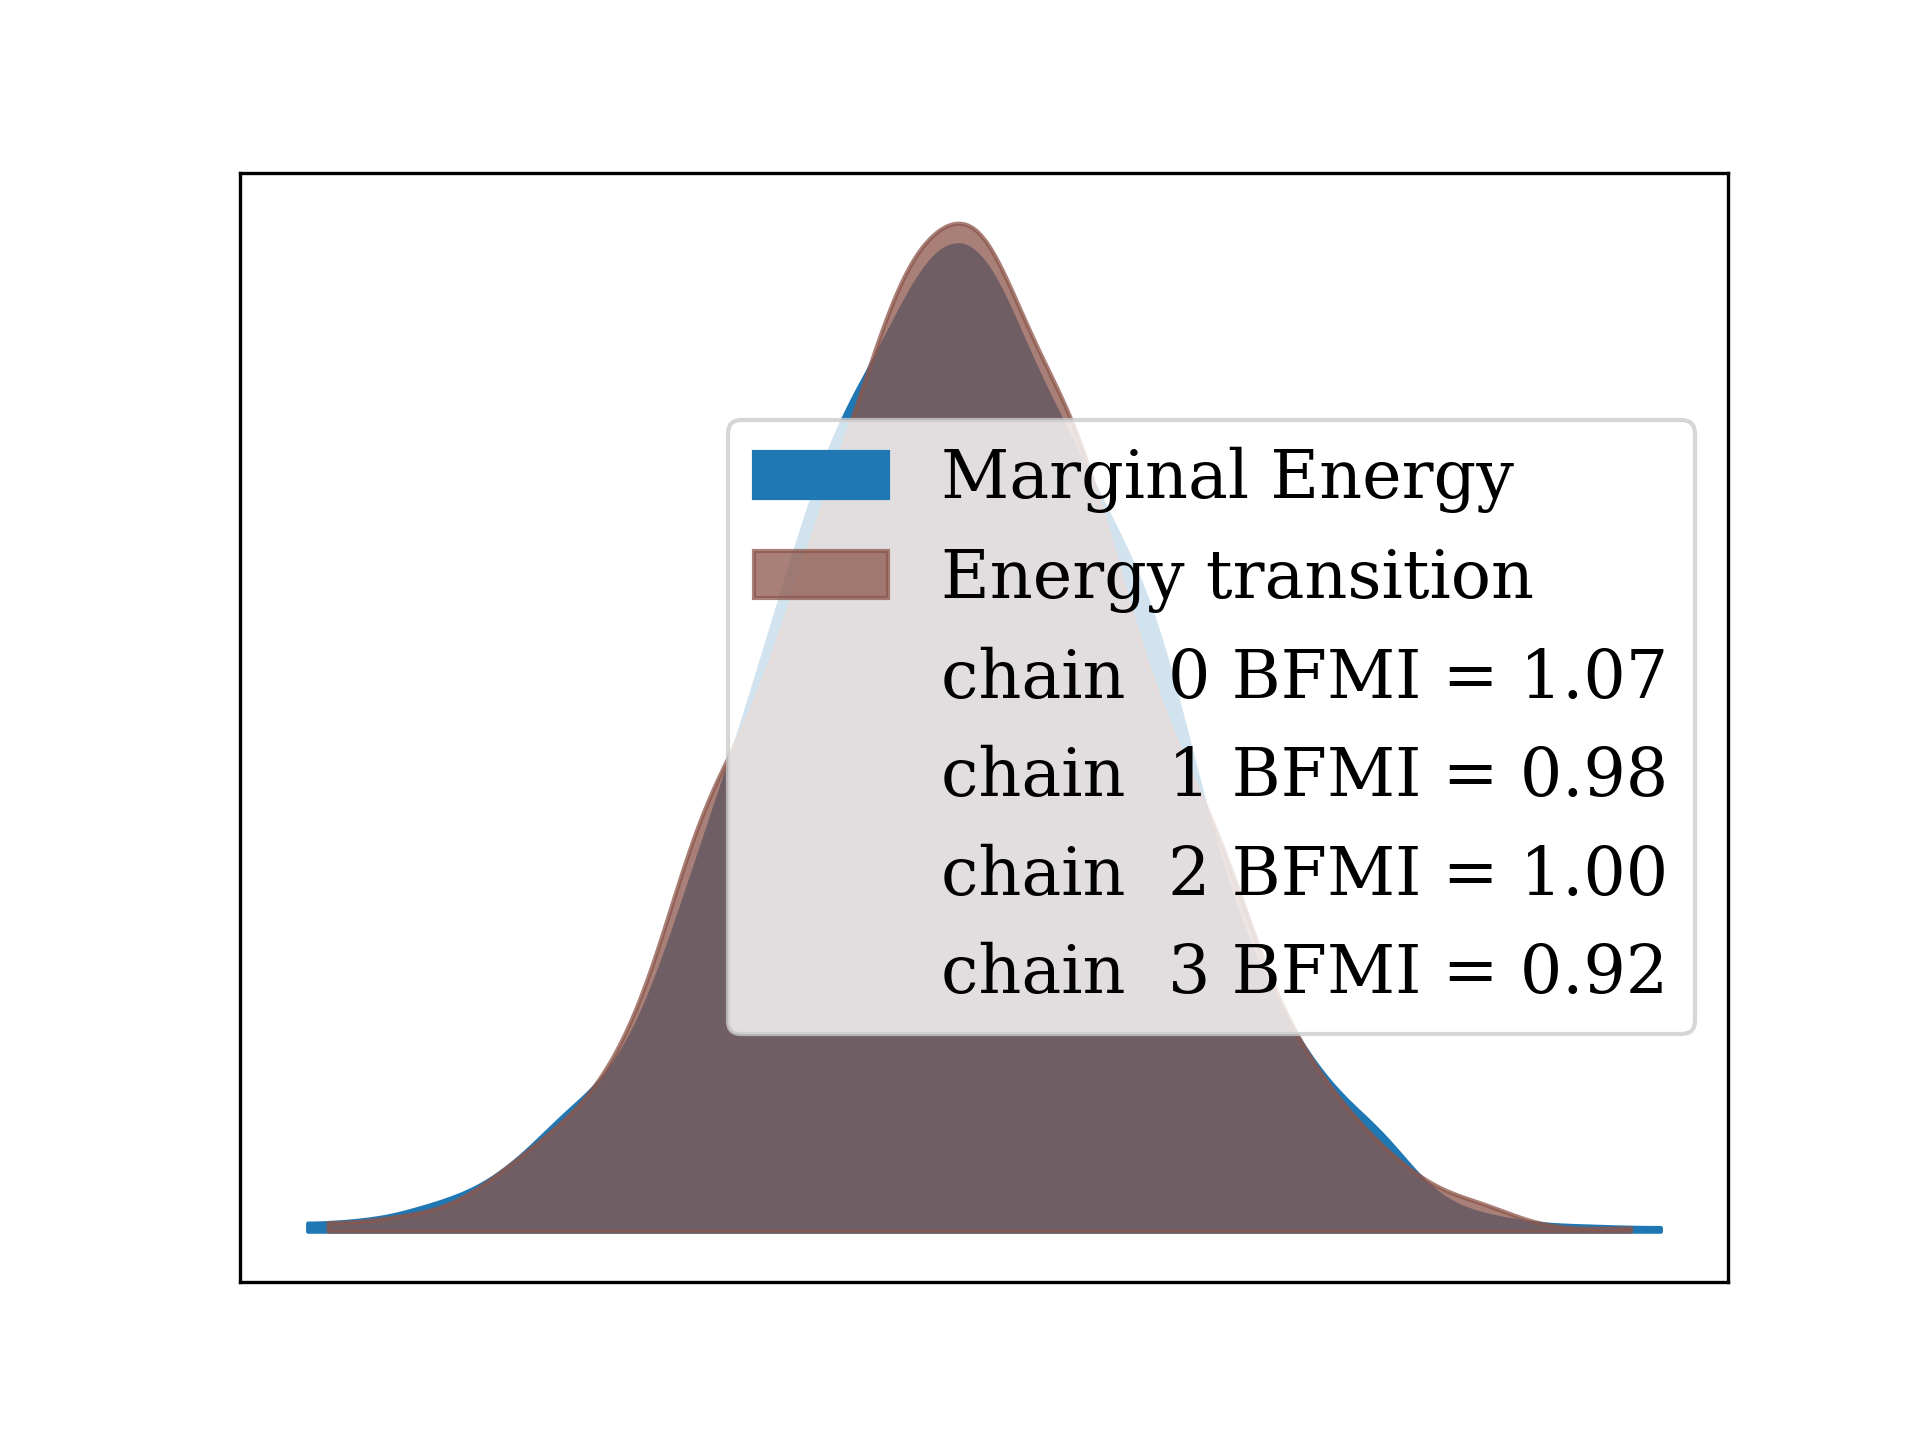 Marginal Energy
Energy transition
chain  0 BFMI = 1.07
chain  1 BFMI = 0.98
chain  2 BFMI = 1.00
chain  3 BFMI = 0.92